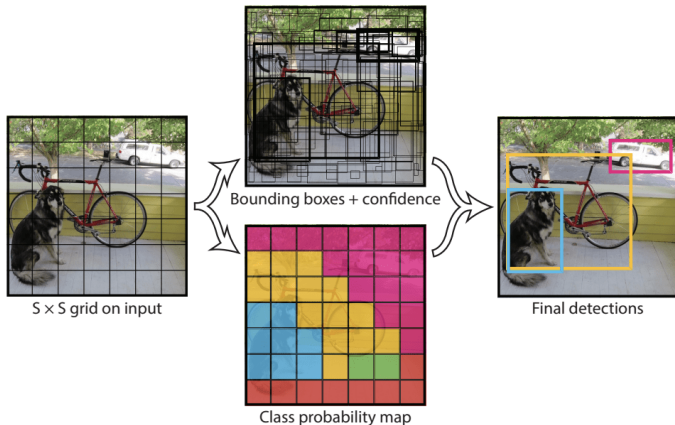 Bounding boxes + confidence
S × S grid on input
Final detections
Class probability map